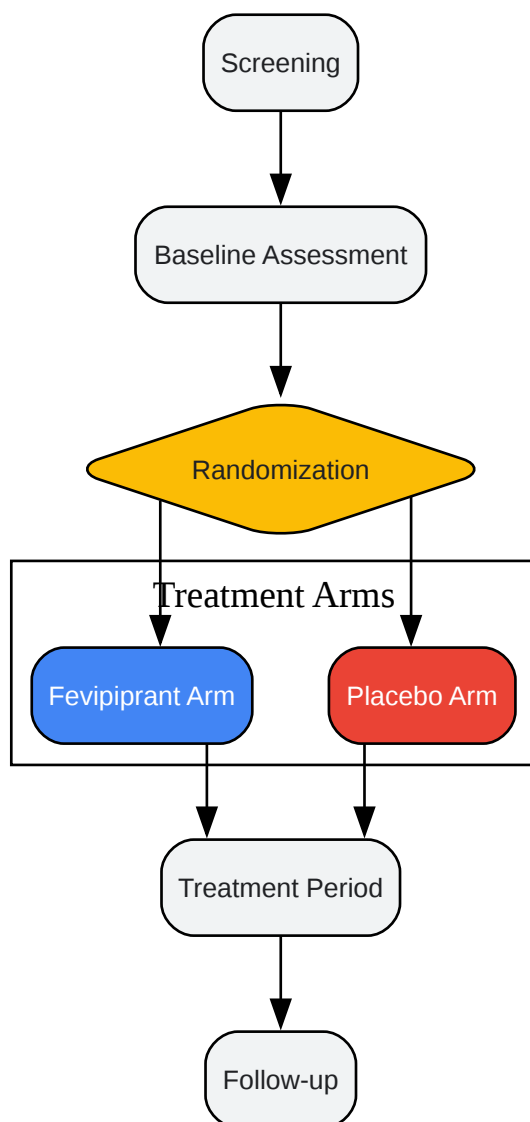 Screening
Baseline Assessment
Randomization
Treatment Arms
Fevipiprant Arm
Placebo Arm
Treatment Period
Follow-up